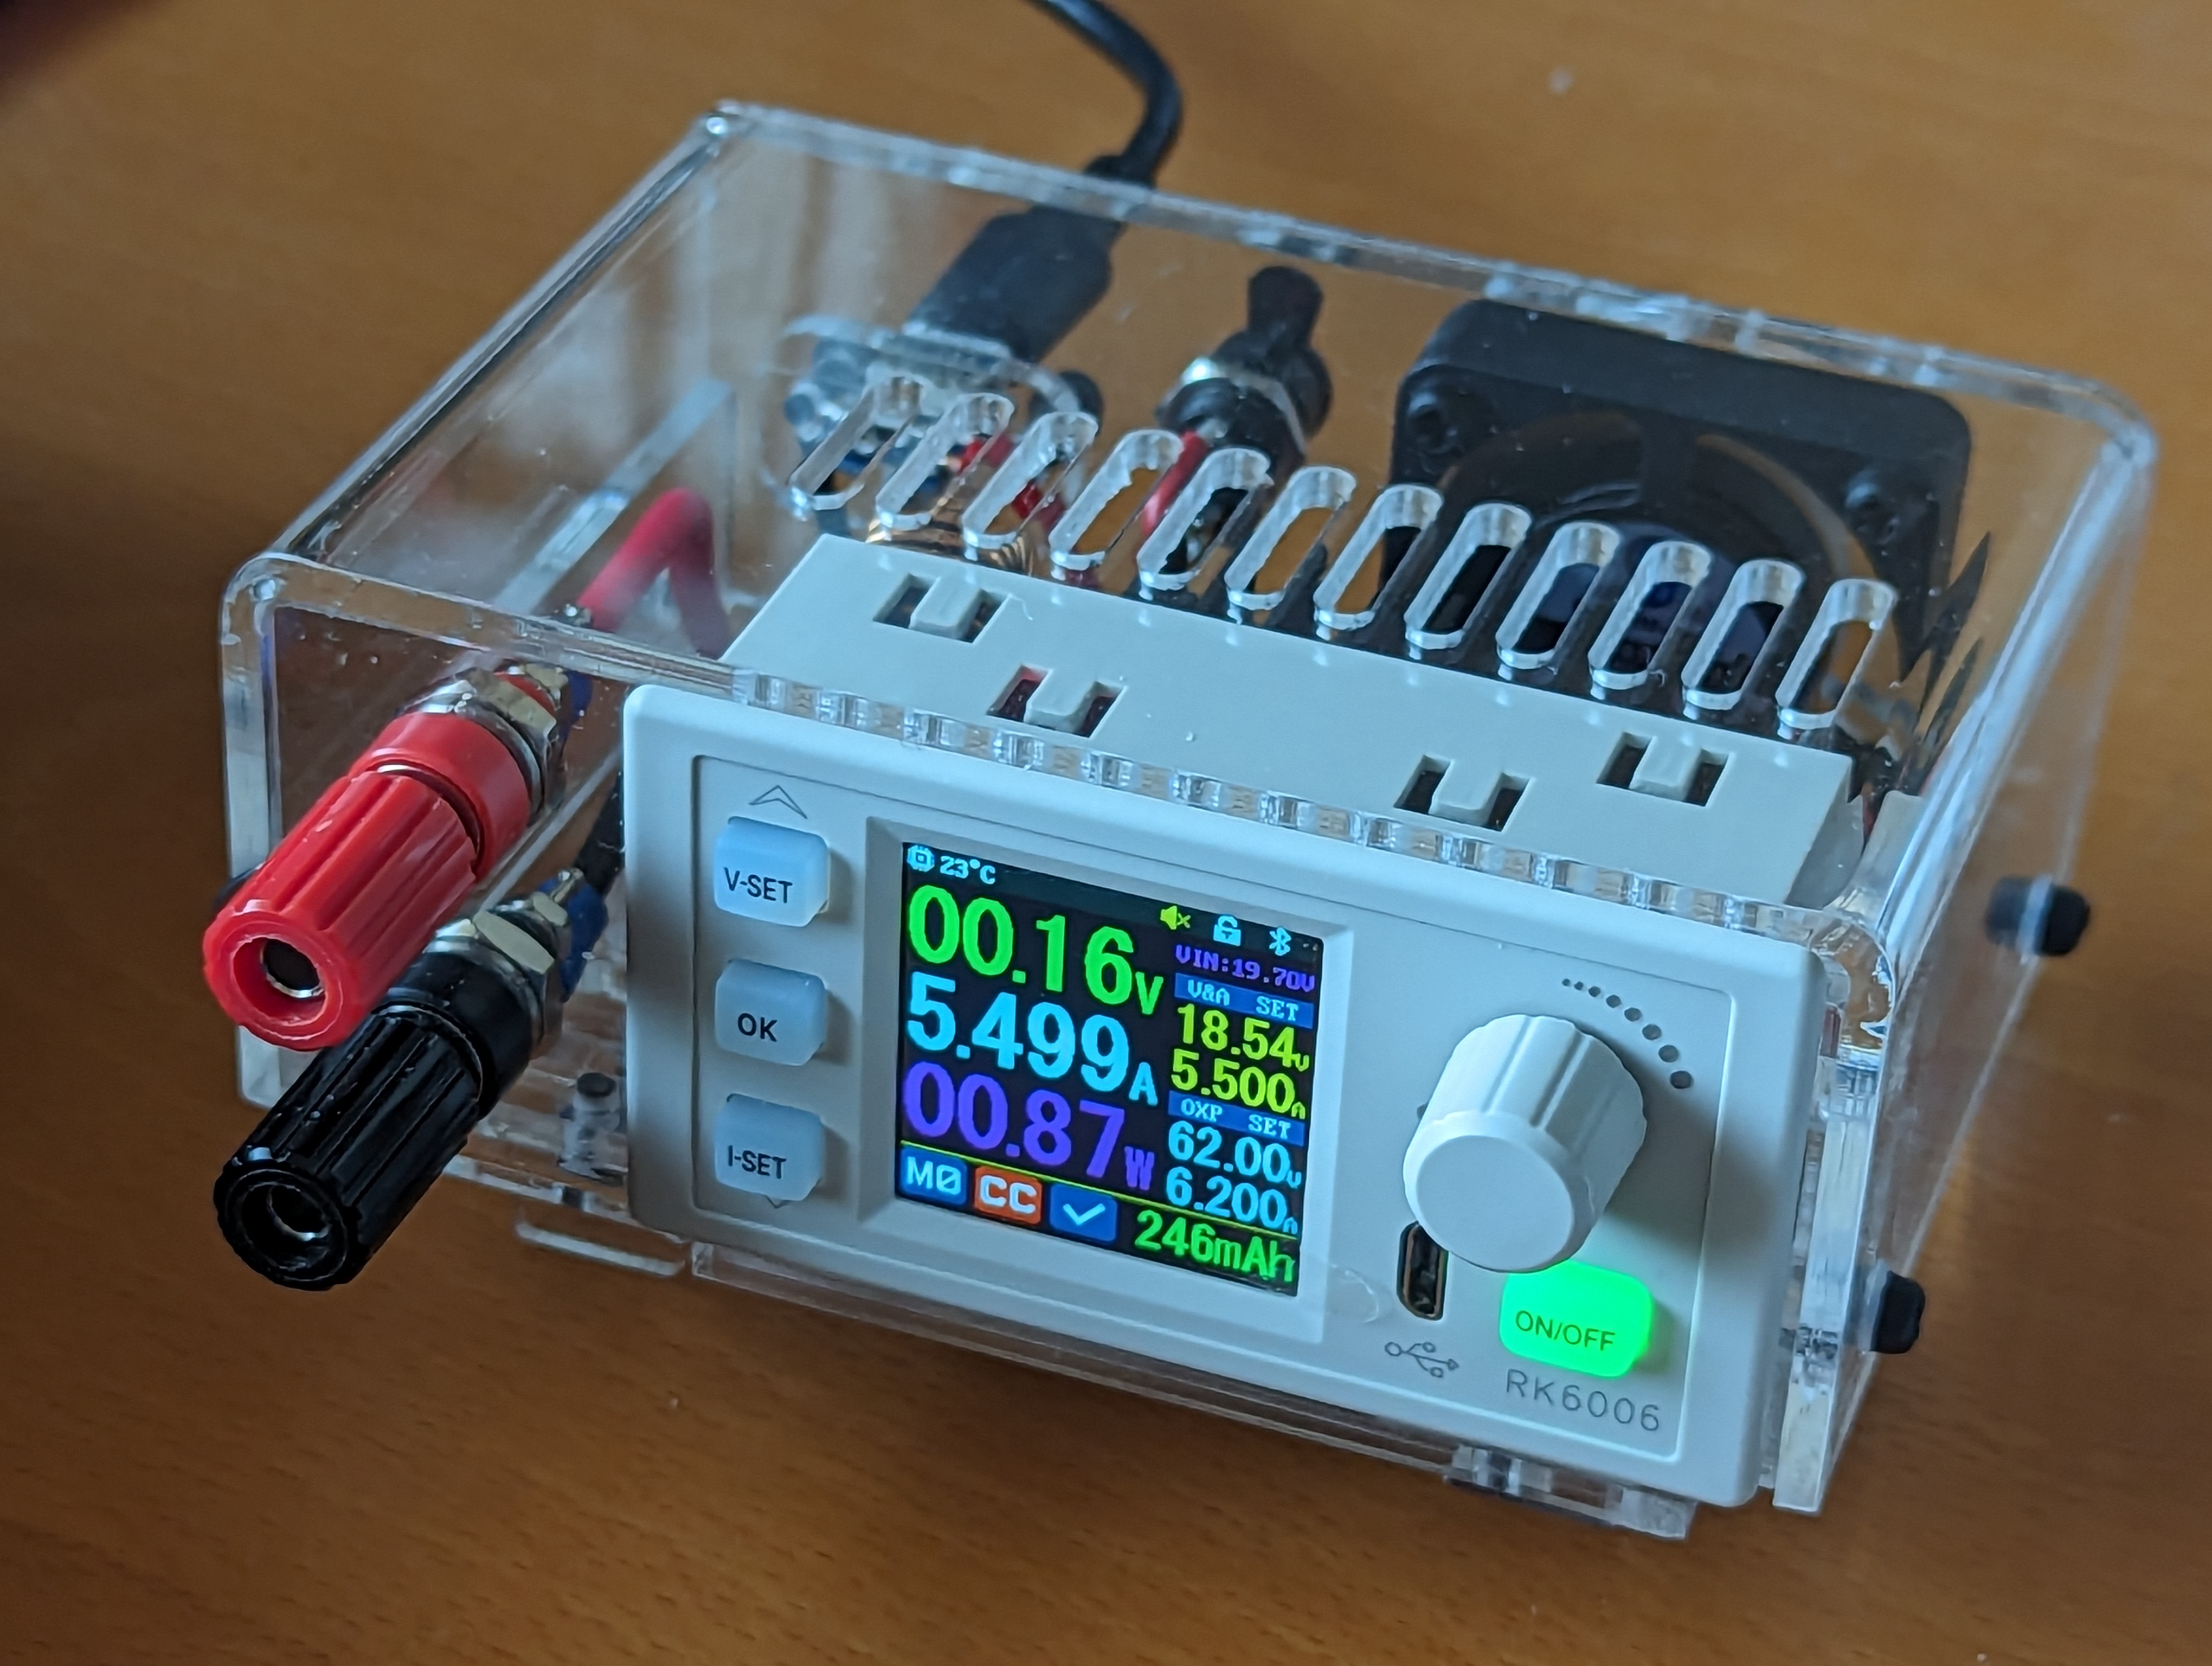 V-SET
OK
I-SET
23°C
00.16V
5.499A
00.87W
VIN:19.70V
V&A SET
18.54V
5.500A
OXP SET
62.00V
6.200A
M0 CC
246mAh
ON/OFF
RK6006